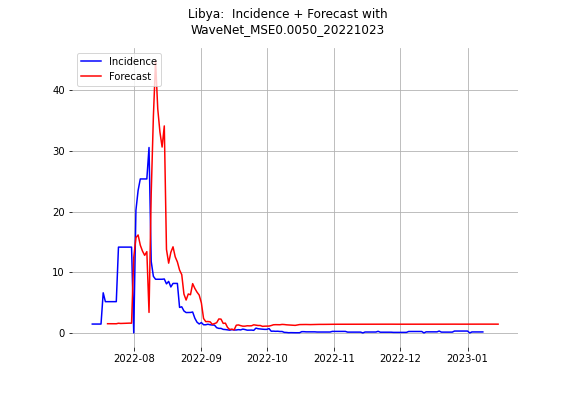 Libya:  Incidence + Forecast with
WaveNet_MSE0.0050_20221023
Incidence
Forecast
40
30
20
10
0
2022-08
2022-09
2022-10
2022-11
2022-12
2023-01